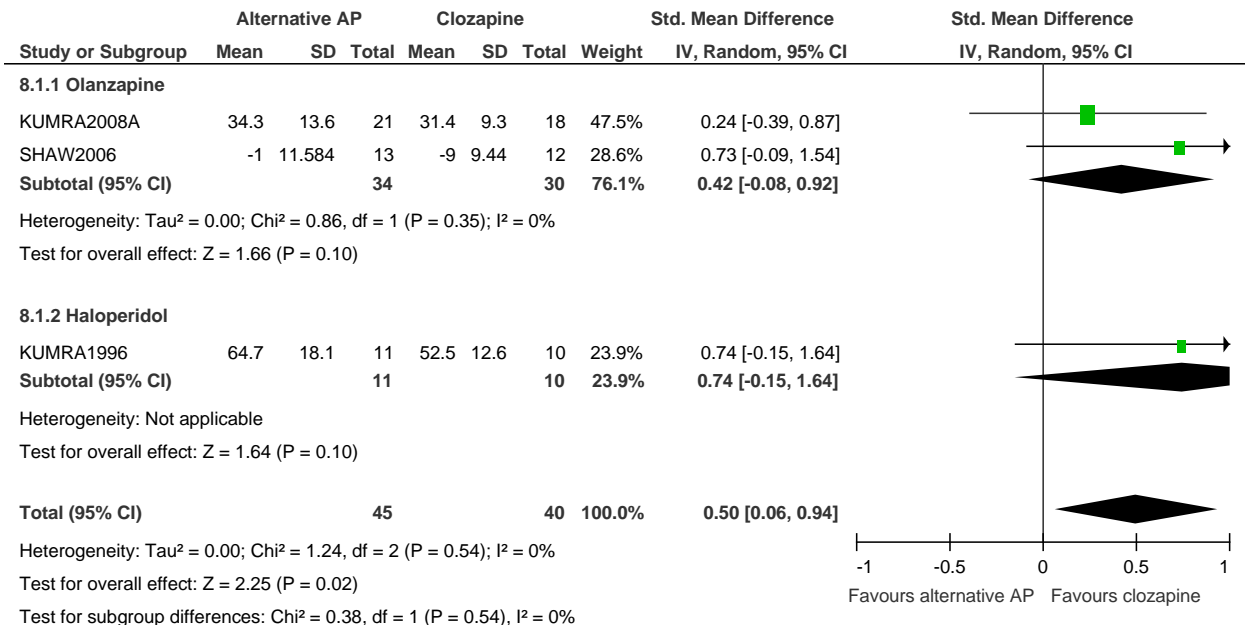 Alternative AP Clozapine Std. Mean Difference Std. Mean Difference
Study or Subgroup Mean SD Total Mean SD Total Weight IV, Random, 95% CI IV, Random, 95% CI
8.1.1 Olanzapine
KUMRA2008A 34.3 13.6 21 31.4 9.3 18 47.5% 0.24 [-0.39, 0.87]
SHAW2006 -1 11.584 13 -9 9.44 12 28.6% 0.73 [-0.09, 1.54]
Subtotal (95% CI) 34 30 76.1% 0.42 [-0.08, 0.92]
Heterogeneity: Tau² = 0.00; Chi² = 0.86, df = 1 (P = 0.35); I² = 0%
Test for overall effect: Z = 1.66 (P = 0.10)
8.1.2 Haloperidol
KUMRA1996 64.7 18.1 11 52.5 12.6 10 23.9% 0.74 [-0.15, 1.64]
Subtotal (95% CI) 11 10 23.9% 0.74 [-0.15, 1.64]
Heterogeneity: Not applicable
Test for overall effect: Z = 1.64 (P = 0.10)
Total (95% CI) 45 40 100.0% 0.50 [0.06, 0.94]
Heterogeneity: Tau² = 0.00; Chi² = 1.24, df = 2 (P = 0.54); I² = 0%
Test for overall effect: Z = 2.25 (P = 0.02)
Test for subgroup differences: Chi² = 0.38, df = 1 (P = 0.54), I² = 0%
-1 -0.5 0 0.5 1
Favours alternative AP Favours clozapine